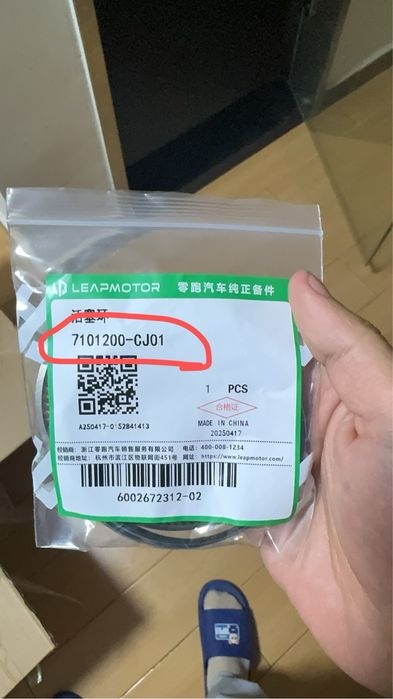 LEAPMOTOR 零跑汽车纯正备件
活塞环
7101200-CJ01
1 PCS
合格证
A250417-0152841413
MADE IN CHINA
20250417
经销商: 浙江零跑汽车销售服务有限公司 电话: 400-008-1234
经销商地址: 杭州市滨江区物联网街451号 网址: https://www.leapmotor.com/
6002672312-02